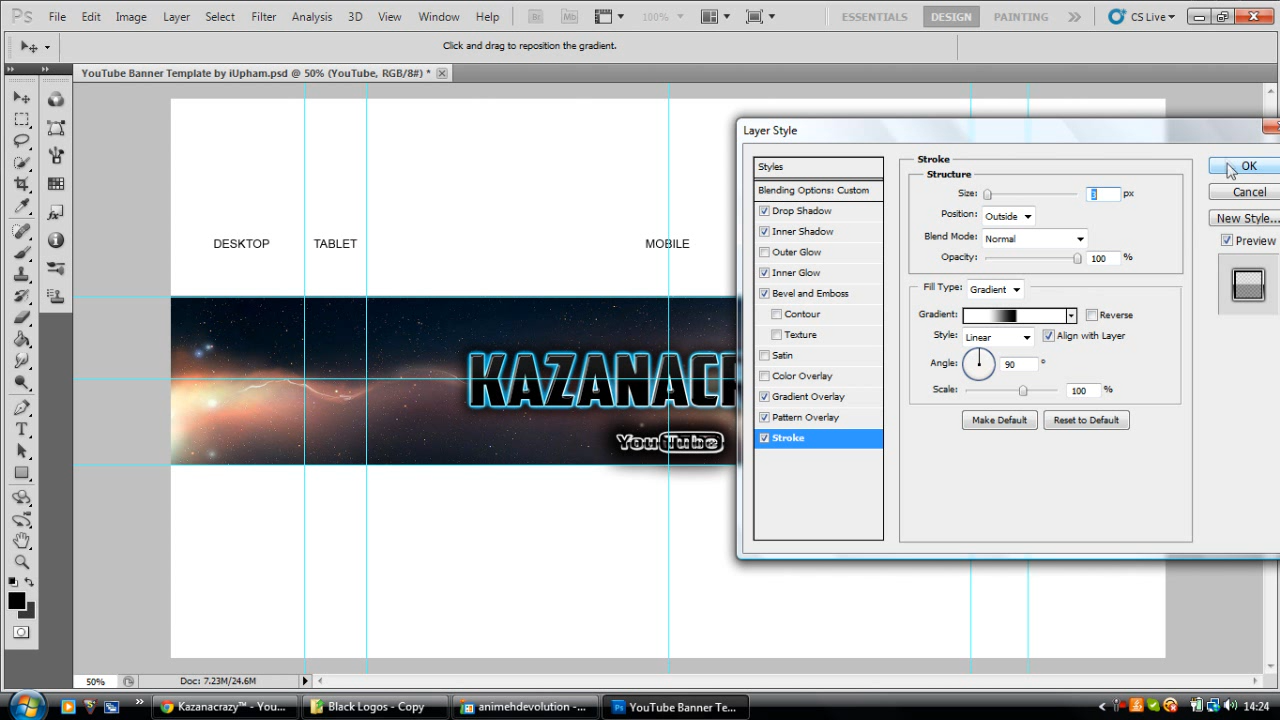 Ps File Edit Image Layer Select Filter Analysis 3D View Window Help Br Mb 100% ESSENTIALS DESIGN PAINTING CS Live
Click and drag to reposition the gradient.
YouTube Banner Template by iUpham.psd @ 50% (YouTube, RGB/8#) *
Layer Style
Styles
Blending Options: Custom
Drop Shadow
Inner Shadow
Outer Glow
Inner Glow
Bevel and Emboss
Contour
Texture
Satin
Color Overlay
Gradient Overlay
Pattern Overlay
Stroke
Stroke
Structure
Size: 3 px
Position: Outside
Blend Mode: Normal
Opacity: 100 %
Fill Type: Gradient
Gradient: Reverse
Style: Linear Align with Layer
Angle: 90 °
Scale: 100 %
Make Default Reset to Default
OK
Cancel
New Style...
Preview
DESKTOP TABLET MOBILE
KAZANACR
YouTube
50% Doc: 7.23M/24.6M
Kazanacrazy™ - You... Black Logos - Copy animehdevolution -... YouTube Banner Te... 14:24